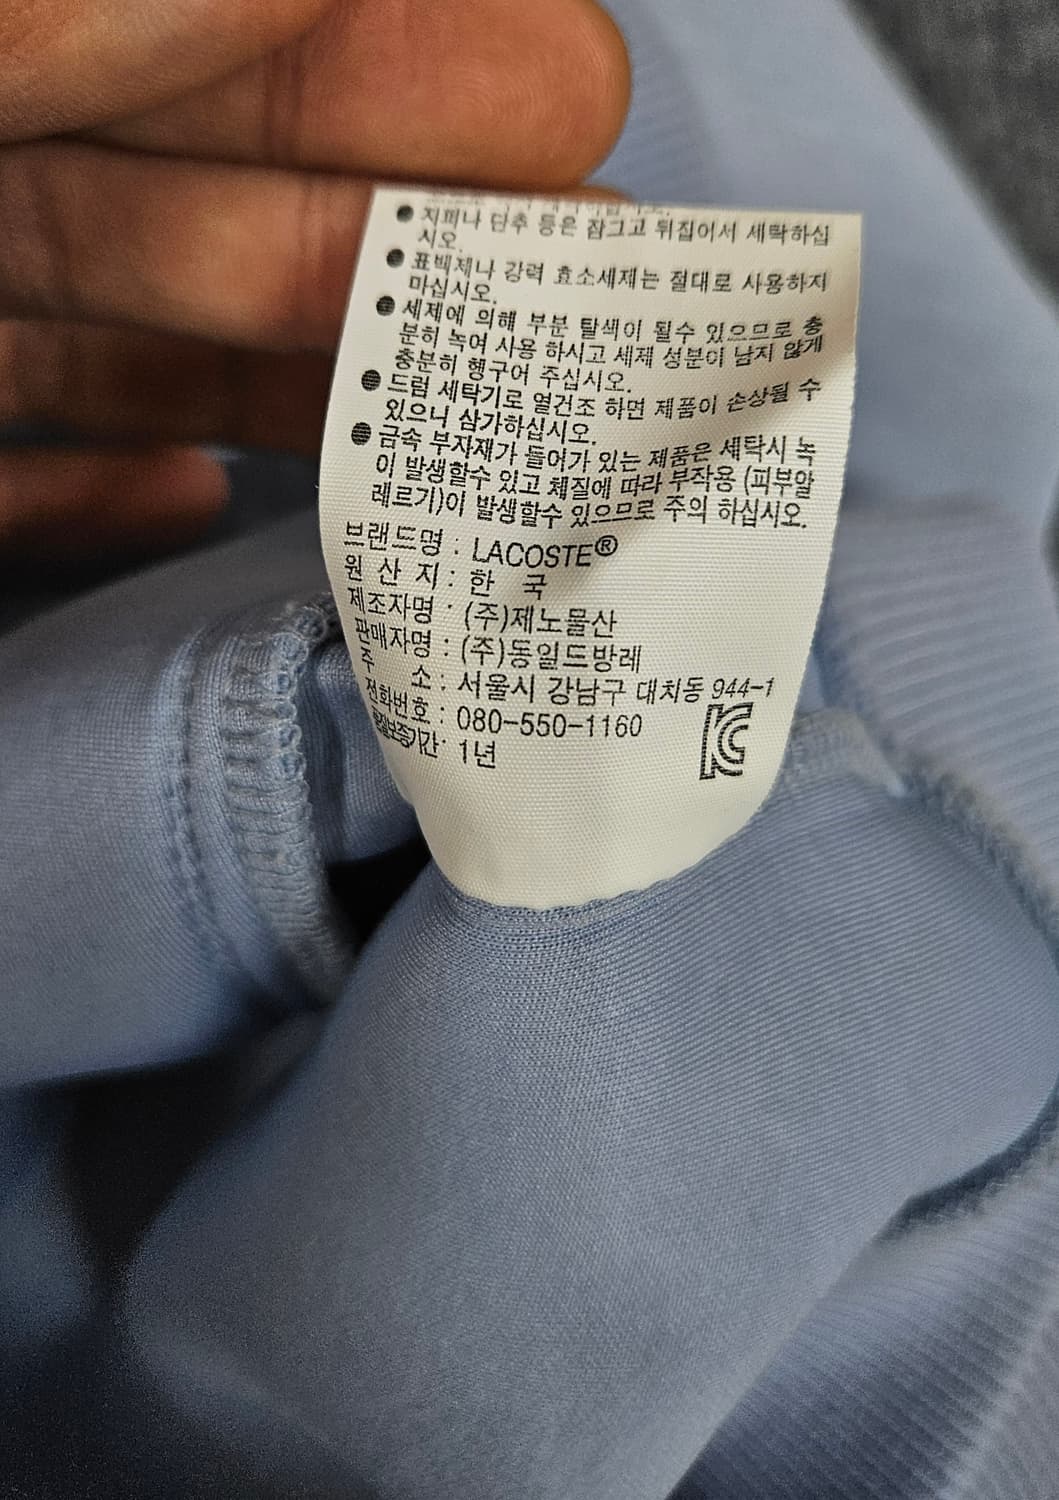 ● 지퍼나 단추 등은 잠그고 뒤집어서 세탁하십
시오.
● 표백제나 강력 효소세재는 절대로 사용하지
마십시오.
● 세제에 의해 부분 탈색이 될수 있으므로 충
분히 녹여 사용 하시고 세제 성분이 남지 않게
충분히 헹구어 주십시오.
● 드럼 세탁기로 열건조 하면 제품이 손상될 수
있으니 삼가하십시오.
● 금속 부자재가 들어가 있는 제품은 세탁시 녹
이 발생할수 있고 체질에 따라 부작용 (피부알
레르기)이 발생할수 있으므로 주의 하십시오.
브랜드명 : LACOSTE®
원 산 지 : 한 국
제조자명 : (주)제노물산
판매자명 : (주)동일드방레
주 소 : 서울시 강남구 대치동 944-1
전화번호 : 080-550-1160
품질보증기간 : 1년
KC